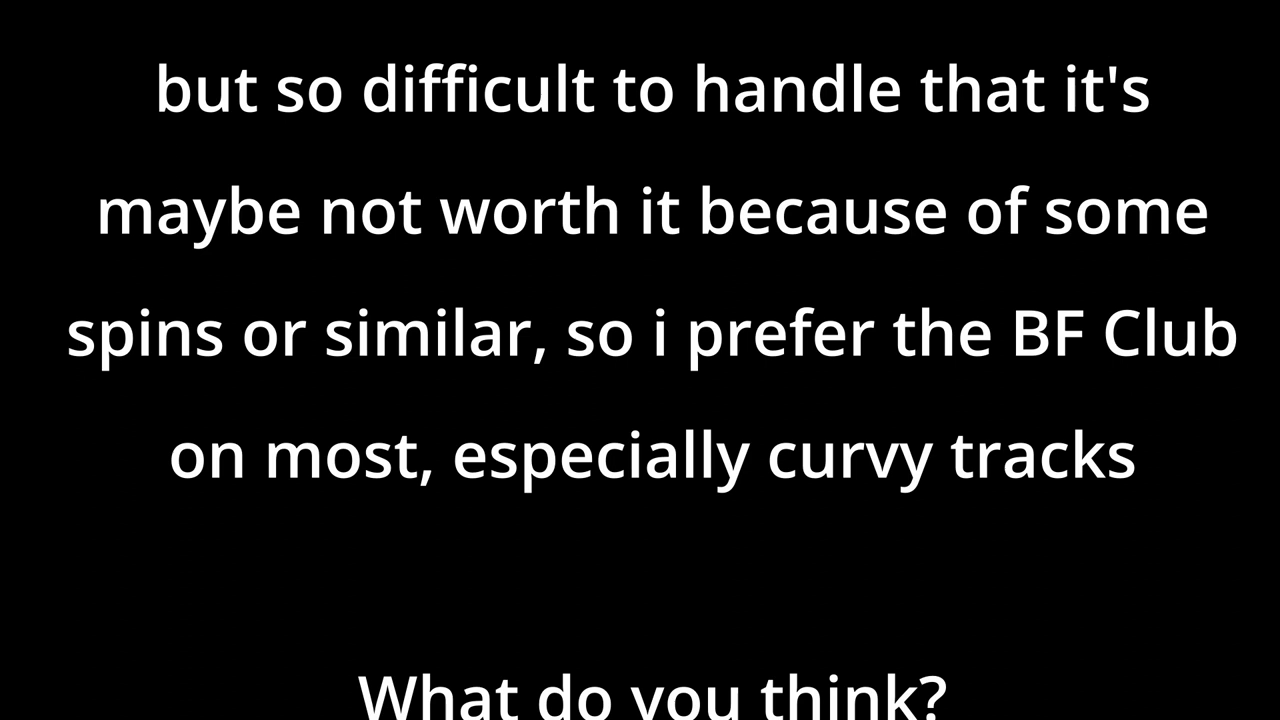 but so difficult to handle that it's
maybe not worth it because of some
spins or similar, so i prefer the BF Club
on most, especially curvy tracks
What do you think?